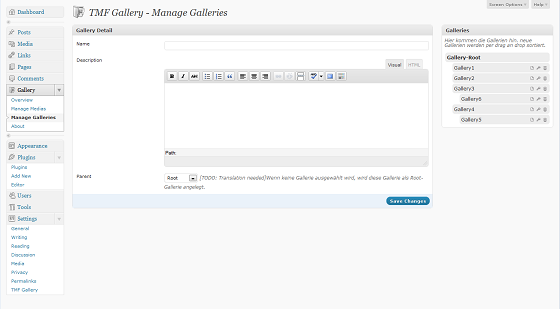 Screen Options
Help
Dashboard
TMF Gallery - Manage Galleries
Posts
Media
Links
Pages
Comments
Gallery
Overview
Manage Medias
Manage Galleries
About
Appearance
Plugins
Plugins
Add New
Editor
Users
Tools
Settings
General
Writing
Reading
Discussion
Media
Privacy
Permalinks
TMF Gallery
Gallery Detail
Name
Description
Visual HTML
B I ABC
Path
Parent
Root
[TODO: Translation needed]Wenn keine Gallerie ausgewählt wird, wird diese Gallerie als Root-
Gallerie angelegt.
Save Changes
Galleries
Hier kommen die Gallerien hin, neue
Gallerien werden per drag an drop sortiert.
Gallery-Root
Gallery1
Gallery2
Gallery3
Gallery6
Gallery4
Gallery5